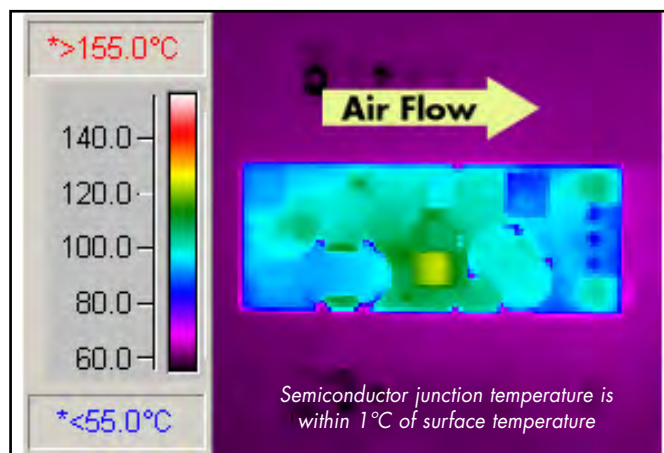 *>155.0°C
140.0
120.0
100.0
80.0
60.0
*<55.0°C
Air Flow
Semiconductor junction temperature is
within 1°C of surface temperature